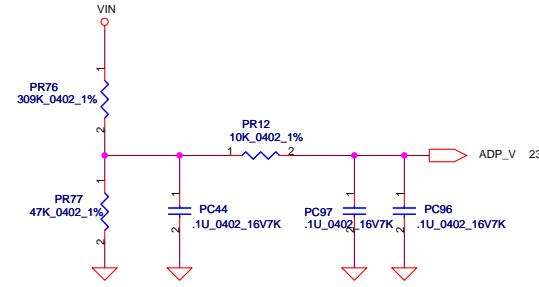 VIN
1
PR76
309K_0402_1%
2
PR12
10K_0402_1%
1
2
ADP_V 23
1
PR77
47K_0402_1%
2
1
PC44
.1U_0402_16V7K
2
1
PC97
.1U_0402_16V7K
2
1
PC96
.1U_0402_16V7K
2